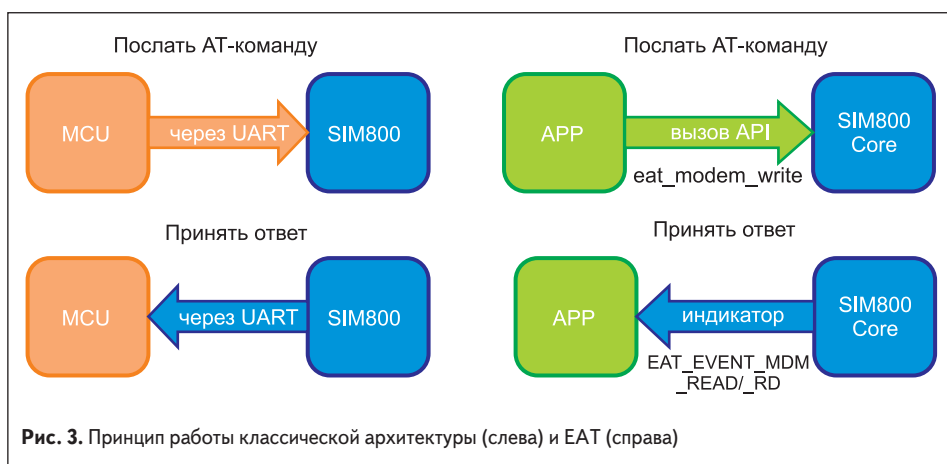 Послать АТ-команду
MCU
через UART
SIM800
Принять ответ
MCU
через UART
SIM800
Послать АТ-команду
APP
вызов API
eat_modem_write
SIM800
Core
Принять ответ
APP
индикатор
EAT_EVENT_MDM
_READ/_RD
SIM800
Core
Рис. 3. Принцип работы классической архитектуры (слева) и EAT (справа)